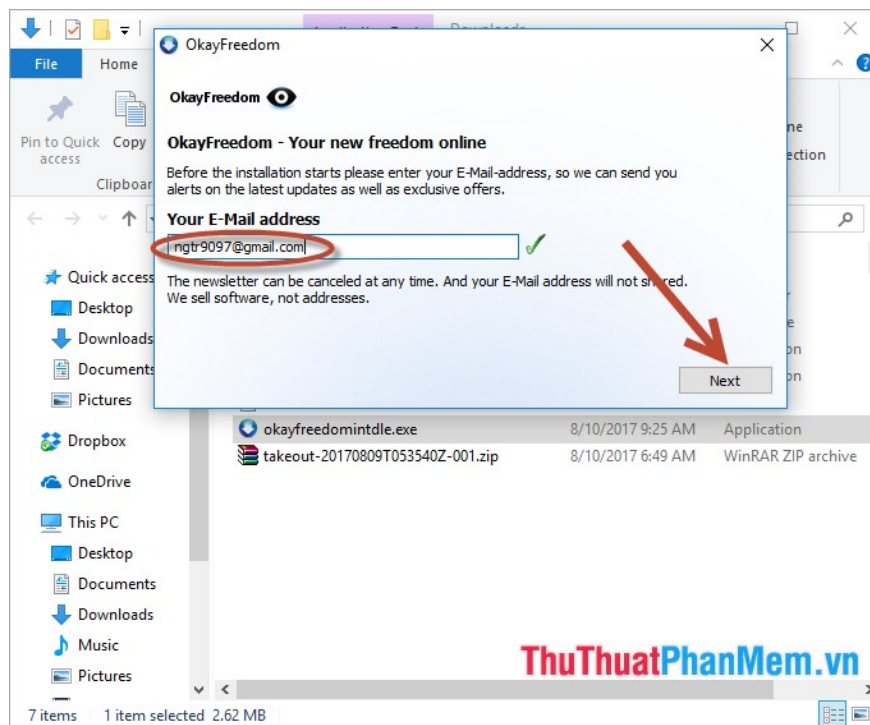 OkayFreedom
File
Home
Pin to Quick
access
Copy
Clipboar
ne
ection
OkayFreedom
OkayFreedom - Your new freedom online
Before the installation starts please enter your E-Mail-address, so we can send you
alerts on the latest updates as well as exclusive offers.
Your E-Mail address
ngtr9097@gmail.com
The newsletter can be canceled at any time. And your E-Mail address will not shared.
We sell software, not addresses.
Next
Quick access
Desktop
Downloads
Documents
Pictures
Dropbox
OneDrive
This PC
Desktop
Documents
Downloads
Music
Pictures
okayfreedomintdle.exe 8/10/2017 9:25 AM Application
takeout-20170809T053540Z-001.zip 8/10/2017 6:49 AM WinRAR ZIP archive
ThuThuatPhanMem.vn
7 items 1 item selected 2.62 MB